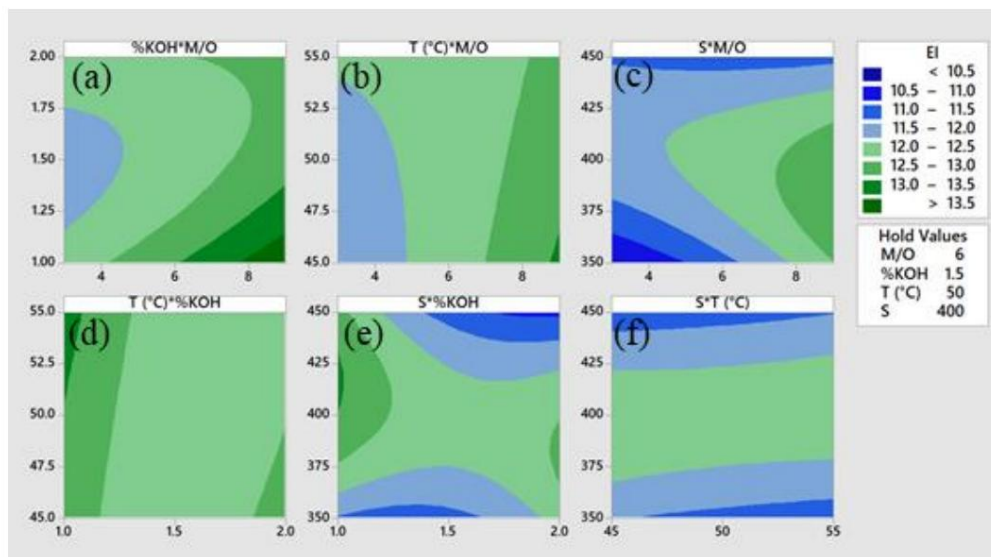 %KOH*M/O
(a)
2.00
1.75
1.50
1.25
1.00
4 6 8
T (°C)*M/O
(b)
55.0
52.5
50.0
47.5
45.0
4 6 8
S*M/O
(c)
450
425
400
375
350
4 6 8
EI
< 10.5
10.5 – 11.0
11.0 – 11.5
11.5 – 12.0
12.0 – 12.5
12.5 – 13.0
13.0 – 13.5
> 13.5
Hold Values
M/O 6
%KOH 1.5
T (°C) 50
S 400
T (°C)*%KOH
(d)
55.0
52.5
50.0
47.5
45.0
1.0 1.5 2.0
S*%KOH
(e)
450
425
400
375
350
1.0 1.5 2.0
S*T (°C)
(f)
450
425
400
375
350
45 50 55